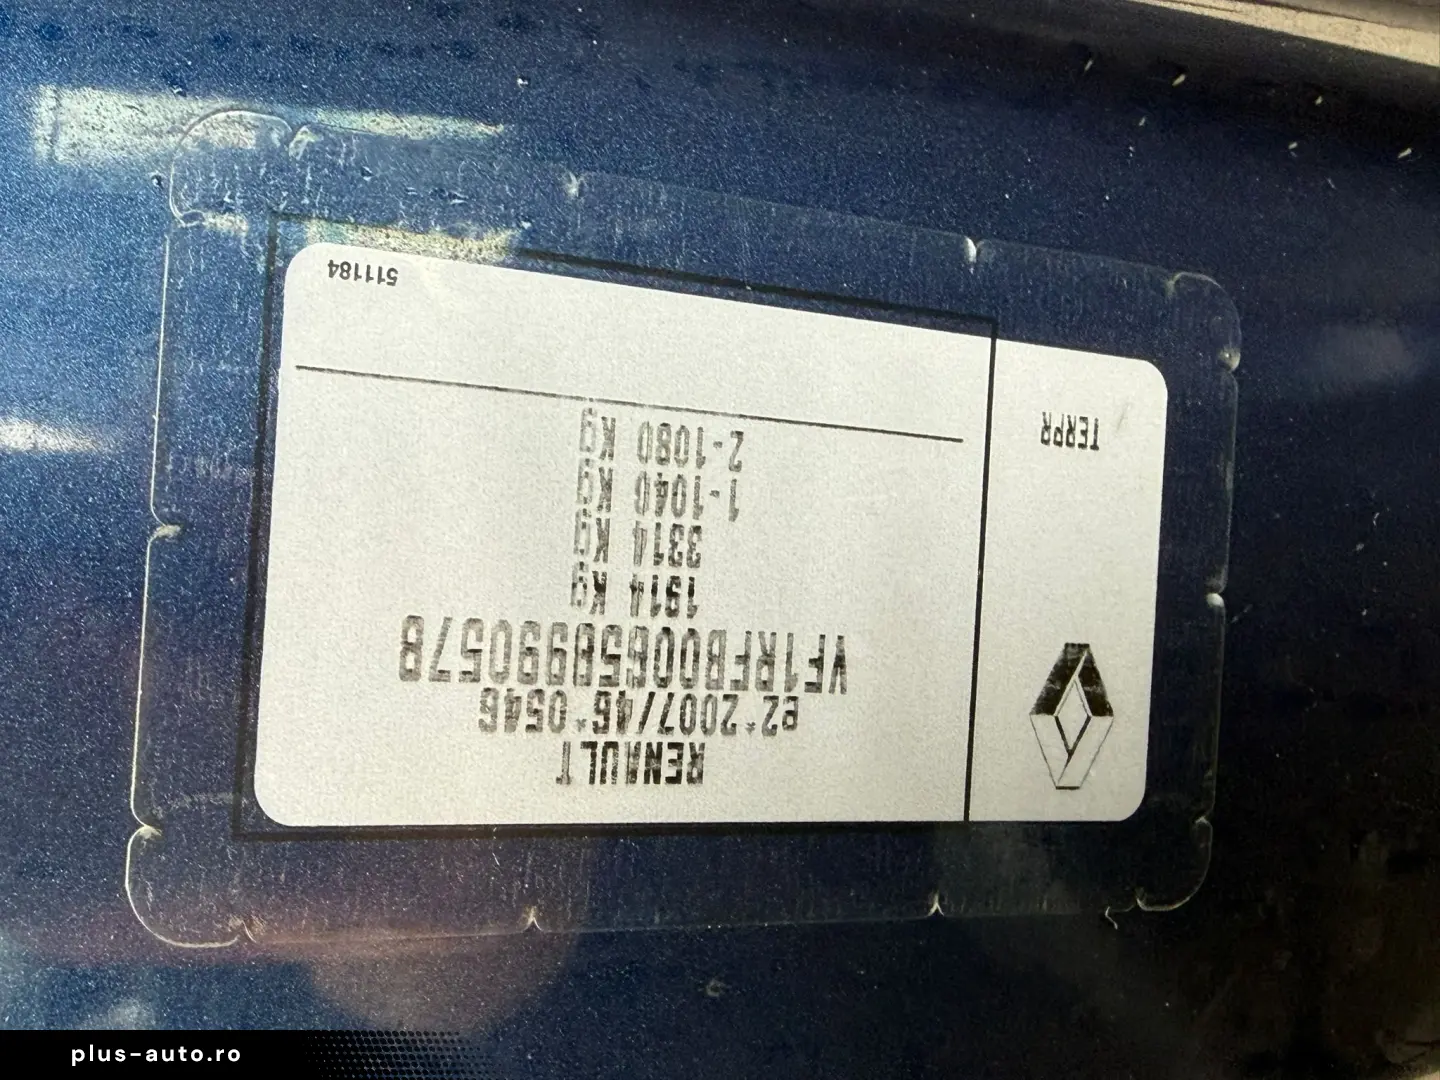 RENAULT
e2*2007/46*0546
VF1RFB00658990578
1914 kg
3314 kg
1-1040 kg
2-1080 kg
TERPR
511184
plus-auto.ro